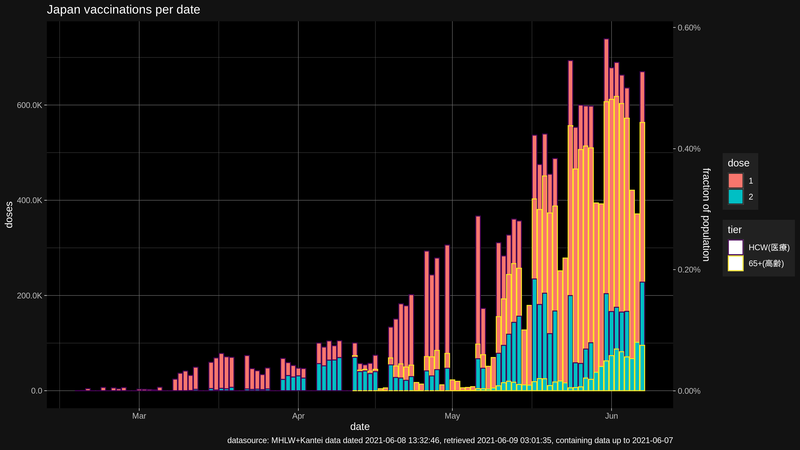 Japan vaccinations per date
0.60%
600.0K
0.40%
400.0K
0.20%
200.0K
0.0
0.00%
doses
fraction of population
Mar
Apr
May
Jun
date
dose
1
2
tier
HCW(医療)
65+(高齢)
datasource: MHLW+Kantei data dated 2021-06-08 13:32:46, retrieved 2021-06-09 03:01:35, containing data up to 2021-06-07